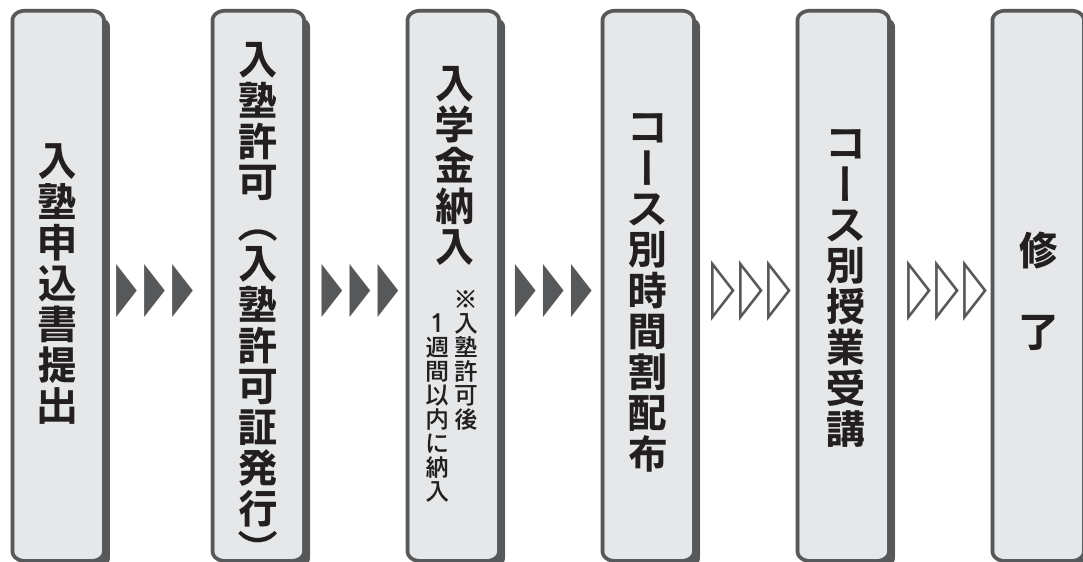 入塾申込書提出
入塾許可（入塾許可証発行）
入学金納入
※入塾許可後
1週間以内に納入
コース別時間割配布
コース別授業受講
修了